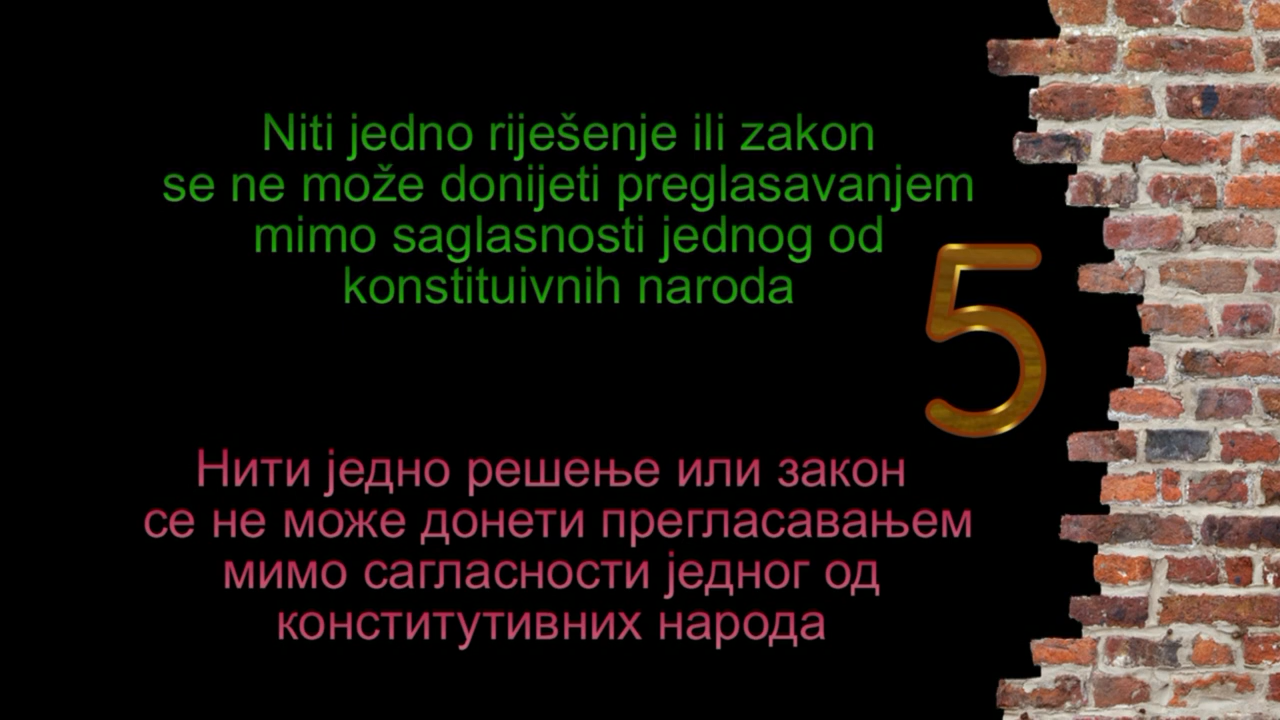 Niti jedno riješenje ili zakon
se ne može donijeti preglasavanjem
mimo saglasnosti jednog od
konstituivnih naroda
5
Нити једно решење или закон
се не може донети прегласавањем
мимо сагласности једног од
конститутивних народа